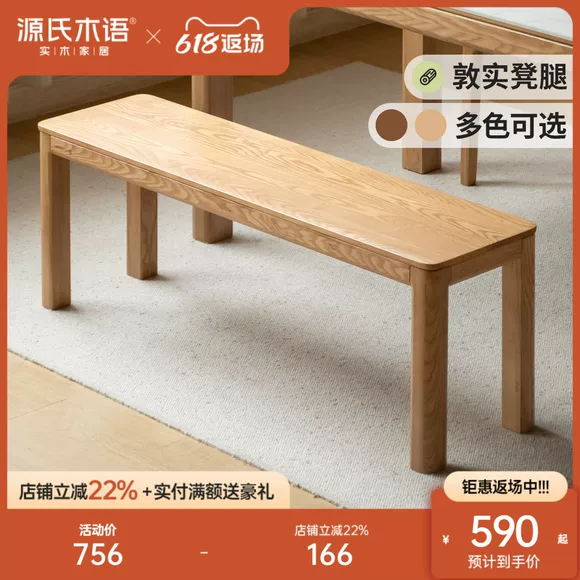 源氏木语®
实木家居
×
618返场
敦实凳腿
多色可选
店铺立减22%+实付满额送豪礼
钜惠返场中!!!
活动价
756
-
店铺立减22%
166
¥ 590 起
预计到手价